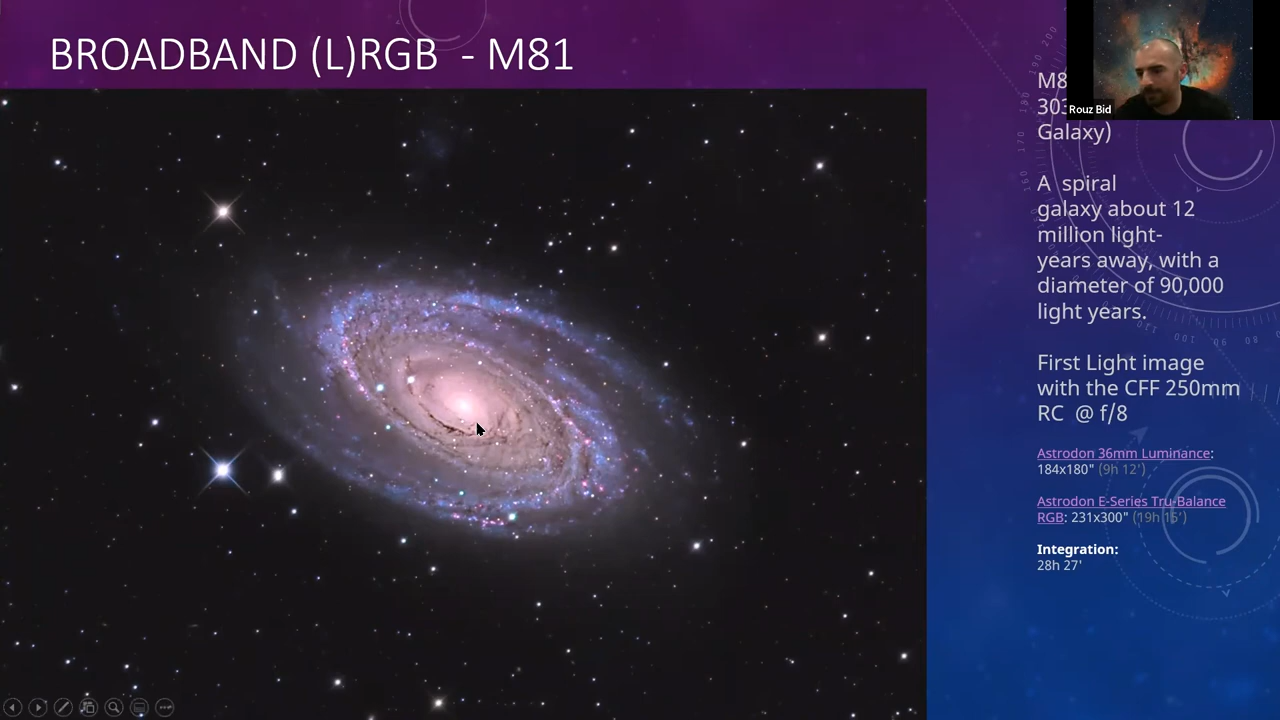 BROADBAND (L)RGB - M81
Rouz Bid
Galaxy)
A spiral
galaxy about 12
million light-
years away, with a
diameter of 90,000
light years.
First Light image
with the CFF 250mm
RC @ f/8
Astrodon 36mm Luminance:
184x180" (9h 12')
Astrodon E-Series Tru-Balance
RGB: 231x300" (19h 15')
Integration:
28h 27'